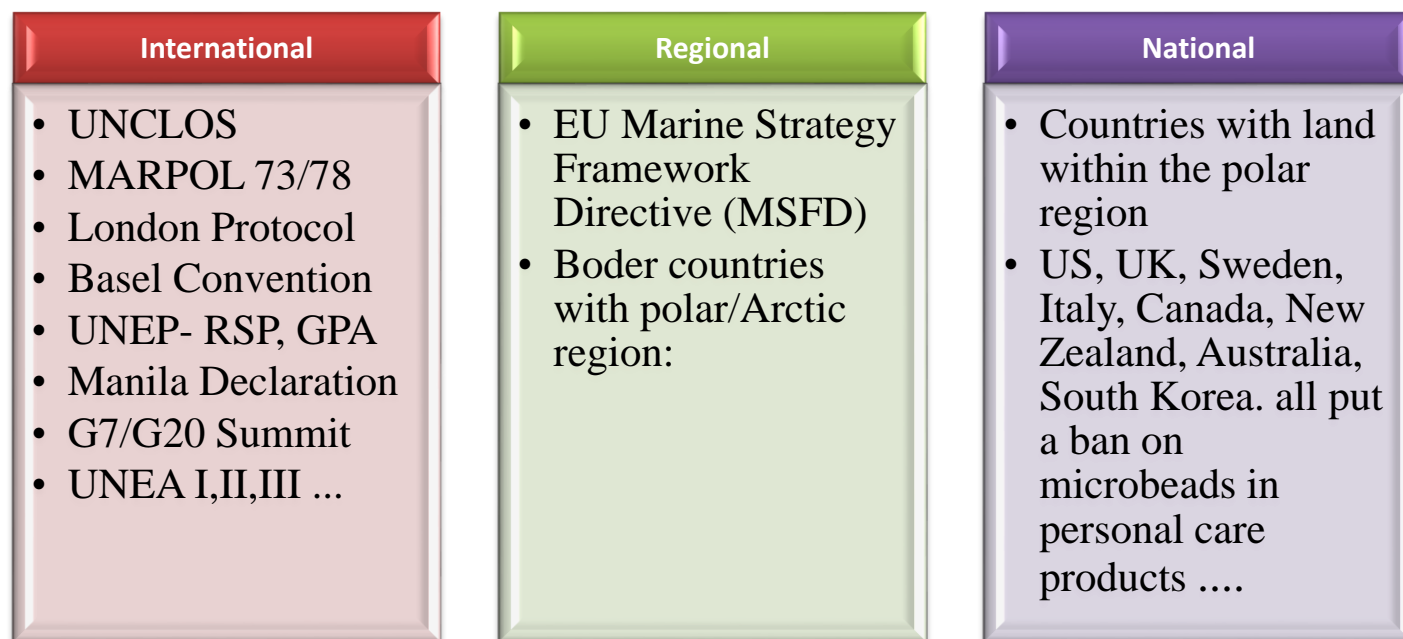 International
• UNCLOS
• MARPOL 73/78
• London Protocol
• Basel Convention
• UNEP- RSP, GPA
• Manila Declaration
• G7/G20 Summit
• UNEA I,II,III ...
Regional
• EU Marine Strategy
Framework
Directive (MSFD)
• Boder countries
with polar/Arctic
region:
National
• Countries with land
within the polar
region
• US, UK, Sweden,
Italy, Canada, New
Zealand, Australia,
South Korea. all put
a ban on
microbeads in
personal care
products ....